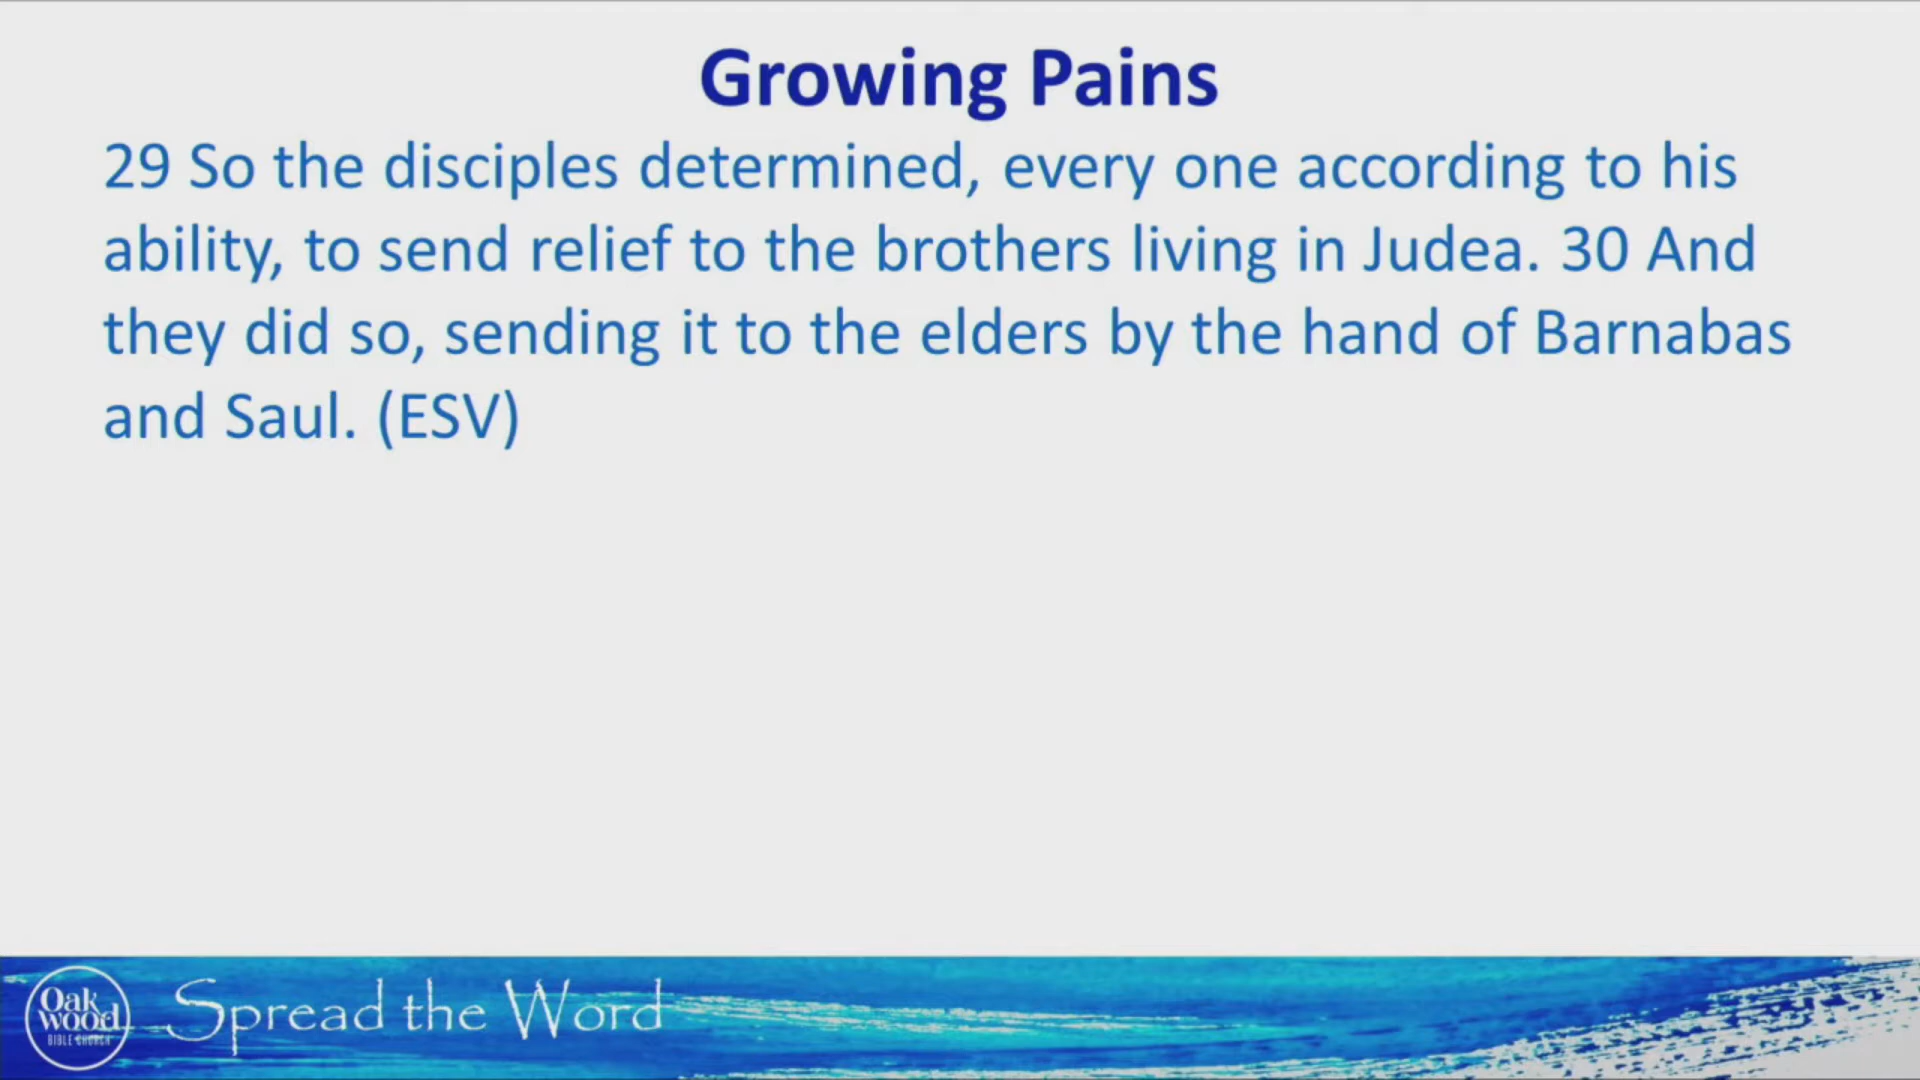 Growing Pains
29 So the disciples determined, every one according to his
ability, to send relief to the brothers living in Judea. 30 And
they did so, sending it to the elders by the hand of Barnabas
and Saul. (ESV)
Oak
wood
BIBLE CHURCH
Spread the Word